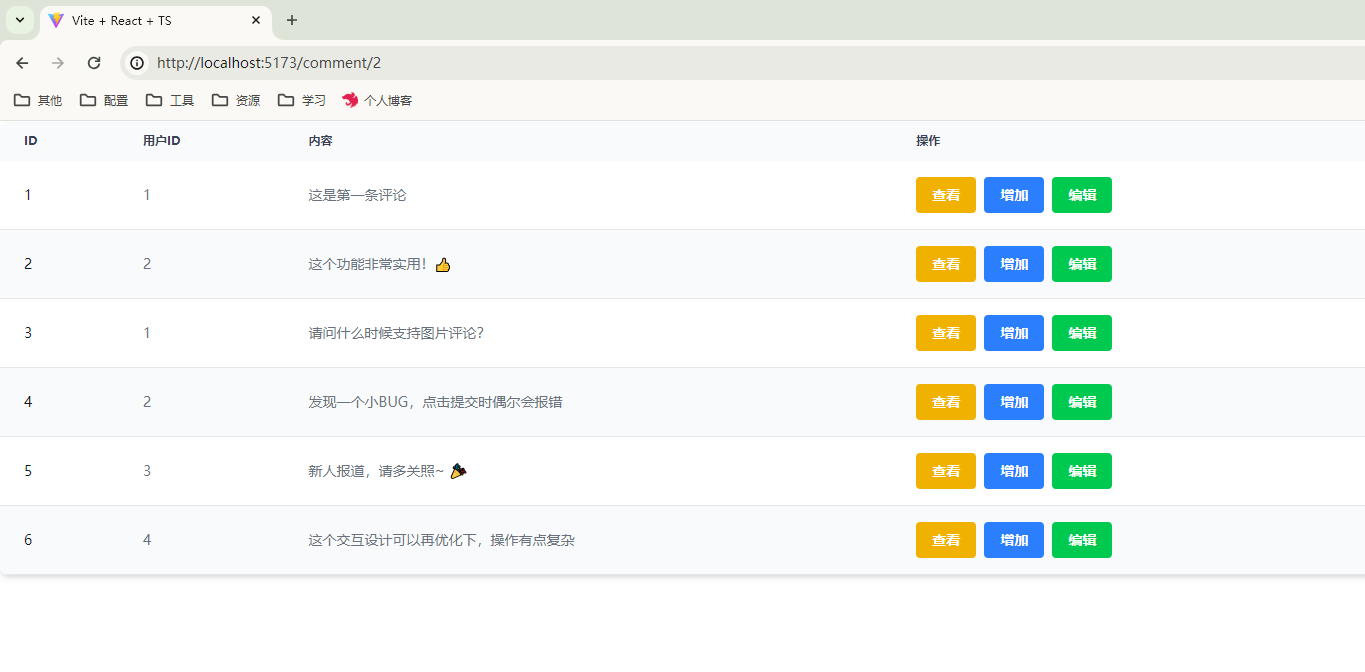 Vite + React + TS
http://localhost:5173/comment/2
其他 配置 工具 资源 学习 个人博客
ID 用户ID 内容 操作
1 1 这是第一条评论 查看 增加 编辑
2 2 这个功能非常实用！👍 查看 增加 编辑
3 1 请问什么时候支持图片评论？ 查看 增加 编辑
4 2 发现一个小BUG，点击提交时偶尔会报错 查看 增加 编辑
5 3 新人报道，请多关照~ 🎉 查看 增加 编辑
6 4 这个交互设计可以再优化下，操作有点复杂 查看 增加 编辑